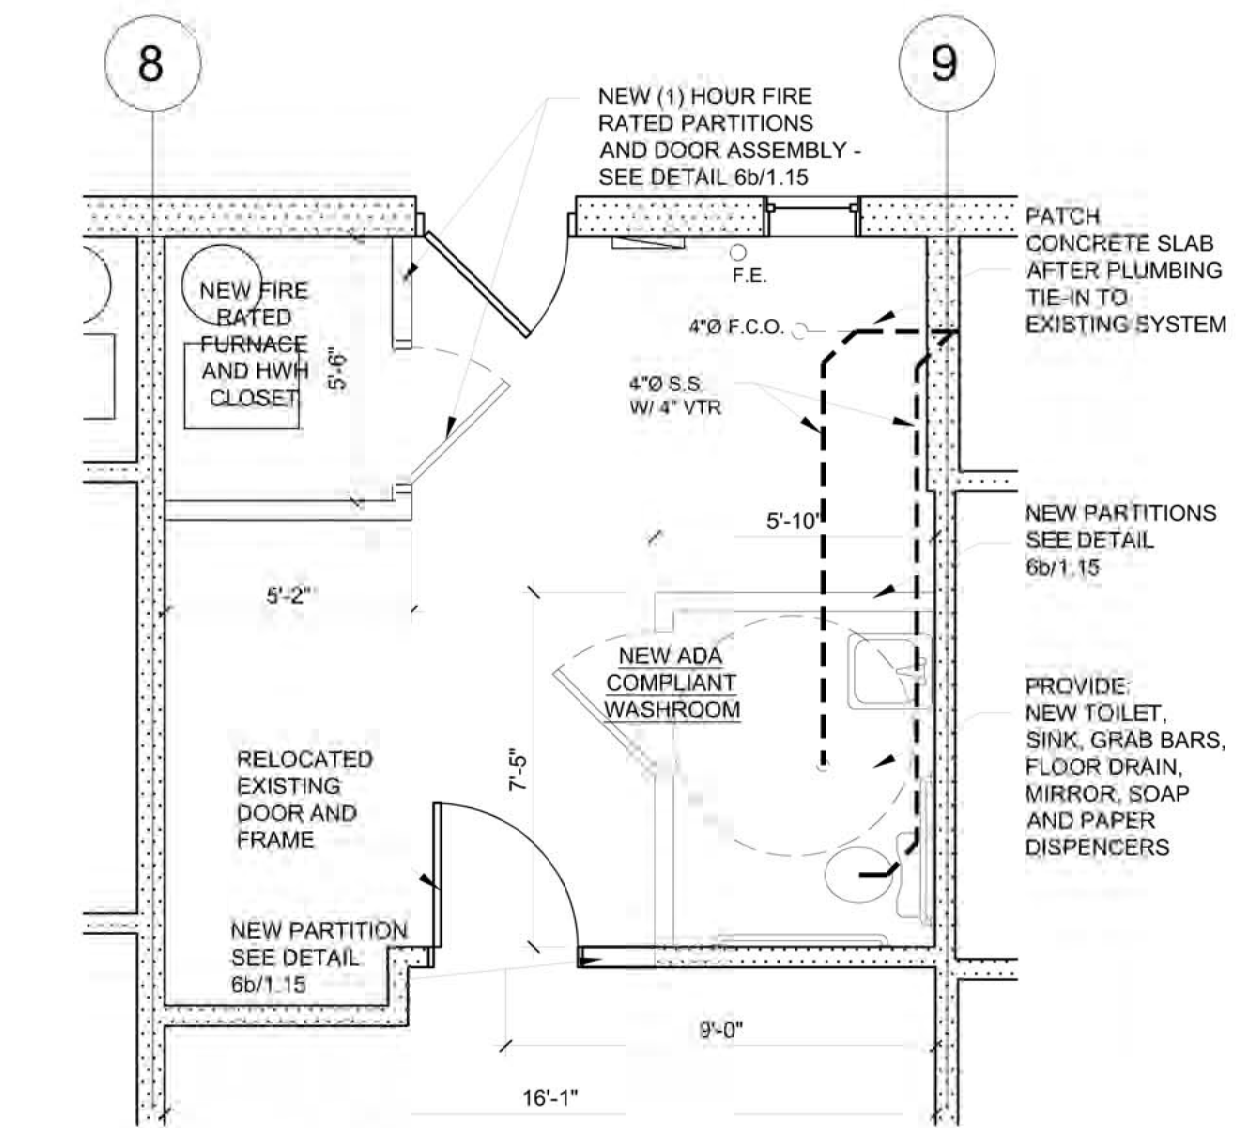 8
9
NEW (1) HOUR FIRE
RATED PARTITIONS
AND DOOR ASSEMBLY -
SEE DETAIL 6b/1.15
PATCH
CONCRETE SLAB
AFTER PLUMBING
TIE-IN TO
EXISTING SYSTEM
NEW FIRE
RATED
FURNACE
AND HWH
CLOSET
5'-6"
F.E.
4"Ø F.C.O.
4"Ø S.S.
W/ 4" VTR
5'-10"
NEW PARTITIONS
SEE DETAIL
6b/1.15
5'-2"
NEW ADA
COMPLIANT
WASHROOM
PROVIDE:
NEW TOILET,
SINK, GRAB BARS,
FLOOR DRAIN,
MIRROR, SOAP
AND PAPER
DISPENCERS
7'-5"
RELOCATED
EXISTING
DOOR AND
FRAME
NEW PARTITION
SEE DETAIL
6b/1.15
9'-0"
16'-1"